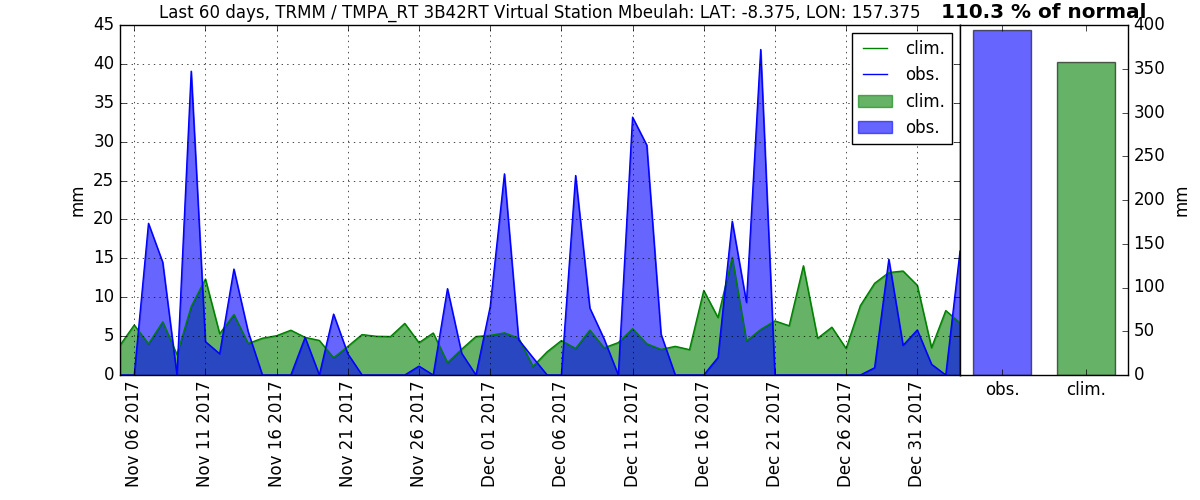 Last 60 days, TRMM / TMPA_RT 3B42RT Virtual Station Mbeulah: LAT: -8.375, LON: 157.375
110.3 % of normal
45
40
35
30
25
20
15
10
5
0
mm
clim.
obs.
clim.
obs.
Nov 06 2017
Nov 11 2017
Nov 16 2017
Nov 21 2017
Nov 26 2017
Dec 01 2017
Dec 06 2017
Dec 11 2017
Dec 16 2017
Dec 21 2017
Dec 26 2017
Dec 31 2017
400
350
300
250
200
150
100
50
0
mm
obs.
clim.